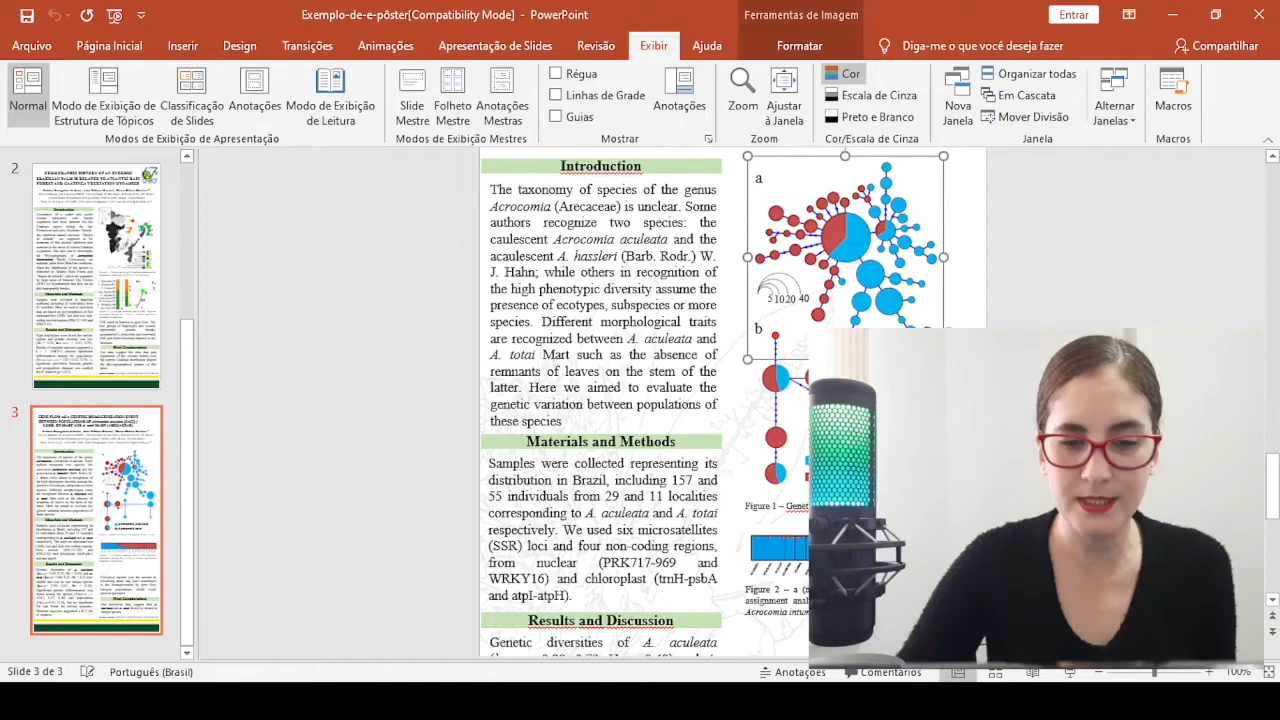 Exemplo-de-e-pôster[Compatibility Mode] - PowerPoint
Ferramentas de Imagem
Entrar
Arquivo
Página Inicial
Inserir
Design
Transições
Animações
Apresentação de Slides
Revisão
Exibir
Ajuda
Formatar
Diga-me o que você deseja fazer
Compartilhar
Normal
Modo de Exibição de Estrutura de Tópicos
Classificação de Slides
Anotações
Modo de Exibição de Leitura
Modos de Exibição de Apresentação
Slide Mestre
Folheto Mestre
Anotações Mestras
Modos de Exibição Mestres
Régua
Linhas de Grade
Guias
Mostrar
Anotações
Zoom
Ajustar à Janela
Zoom
Cor
Escala de Cinza
Preto e Branco
Cor/Escala de Cinza
Nova Janela
Organizar todas
Em Cascata
Mover Divisão
Alternar Janelas
Janela
Macros
Macros
2
3
Introduction
The taxonomy of species of the genus
Acrocomia (Arecaceae) is unclear. Some
authors recognize two species: the
caulescent Acrocomia aculeata and the
acaulescent A. hassleri (Barb. Rodr.) W.
J. Hahn, while others in recognition of
the high phenotypic diversity assume the
existence of ecotypes, subspecies or more
species. Different morphological traits
are recognized between A. aculeata and
A. totai Mart such as the absence of
remnants of leaves on the stem of the
latter. Here we aimed to evaluate the
genetic variation between populations of
these species.
Materials and Methods
Samples were collected representing its
distribution in Brazil, including 157 and
53 individuals from 29 and 11 localities
corresponding to A. aculeata and A. totai
respectively. We used six microsatellites
(SSR) loci and four non-coding regions,
from nuclear (PRK717-969 and
WRKY16) and chloroplast (trnH-psbA
and atpI-atpH).
Results and Discussion
Genetic diversities of A. aculeata
a
1020 40
b
Figure 1 – Genet
Figure 2 – a (n
assignment anal
Acrocomia intum
Slide 3 de 3
Português (Brasil)
Anotações
Comentários
100%